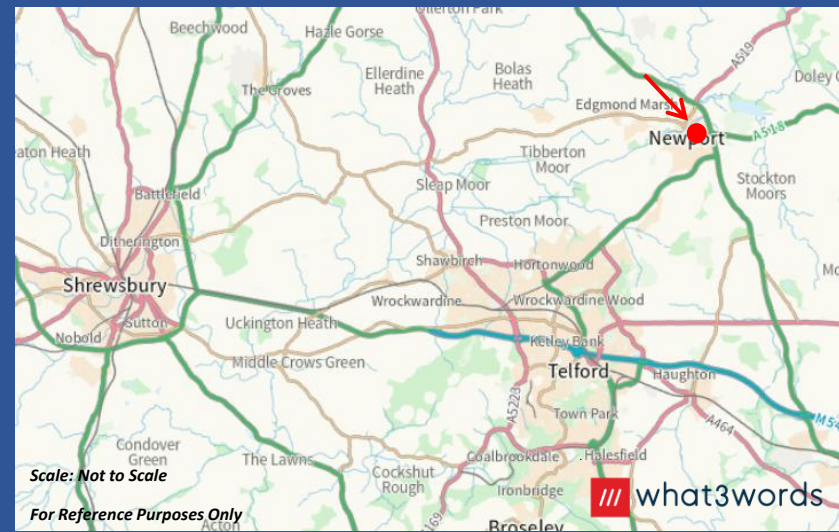 Ollerton Park
Beechwood
Hazle Gorse
A519
Ellerdine
Heath
Bolas
Heath
Doley
The Groves
Edgmond Marsh
A518
Newport
eaton Heath
Tibberton
Moor
Sleap Moor
Stockton
Moors
Battlefield
Preston Moor
Ditherington
Shawbirch
Hortonwood
Shrewsbury
Wrockwardine
Wrockwardine Wood
Sutton
Uckington Heath
Nobold
Ketley Bank
Middle Crows Green
Telford
Haughton
A5223
Town Park
M54
A464
Condover
Green
The Lawns
Coalbrookdale
Halesfield
Cockshut
Rough
Scale: Not to Scale
Ironbridge
what3words
For Reference Purposes Only
169
Acton
Broseley